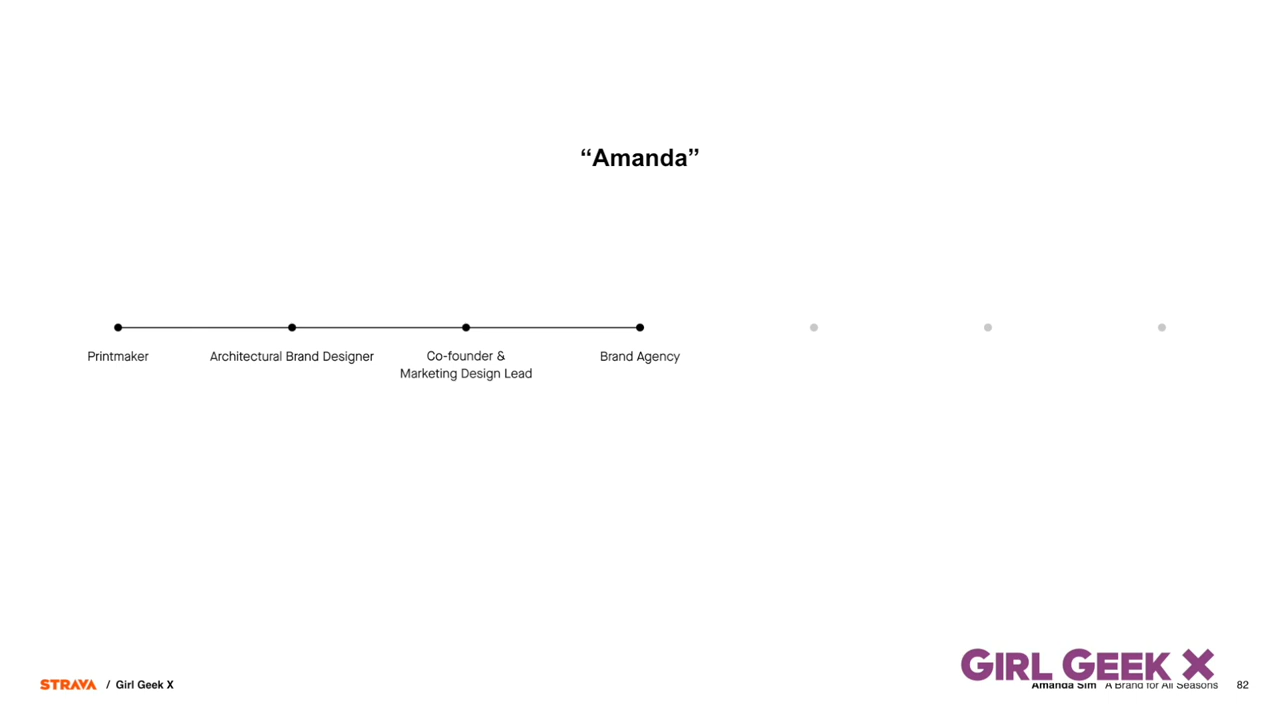 “Amanda”
Printmaker
Architectural Brand Designer
Co-founder &
Marketing Design Lead
Brand Agency
STRAVA / Girl Geek X
GIRL GEEK X
Amanda Sim A Brand for All Seasons 82